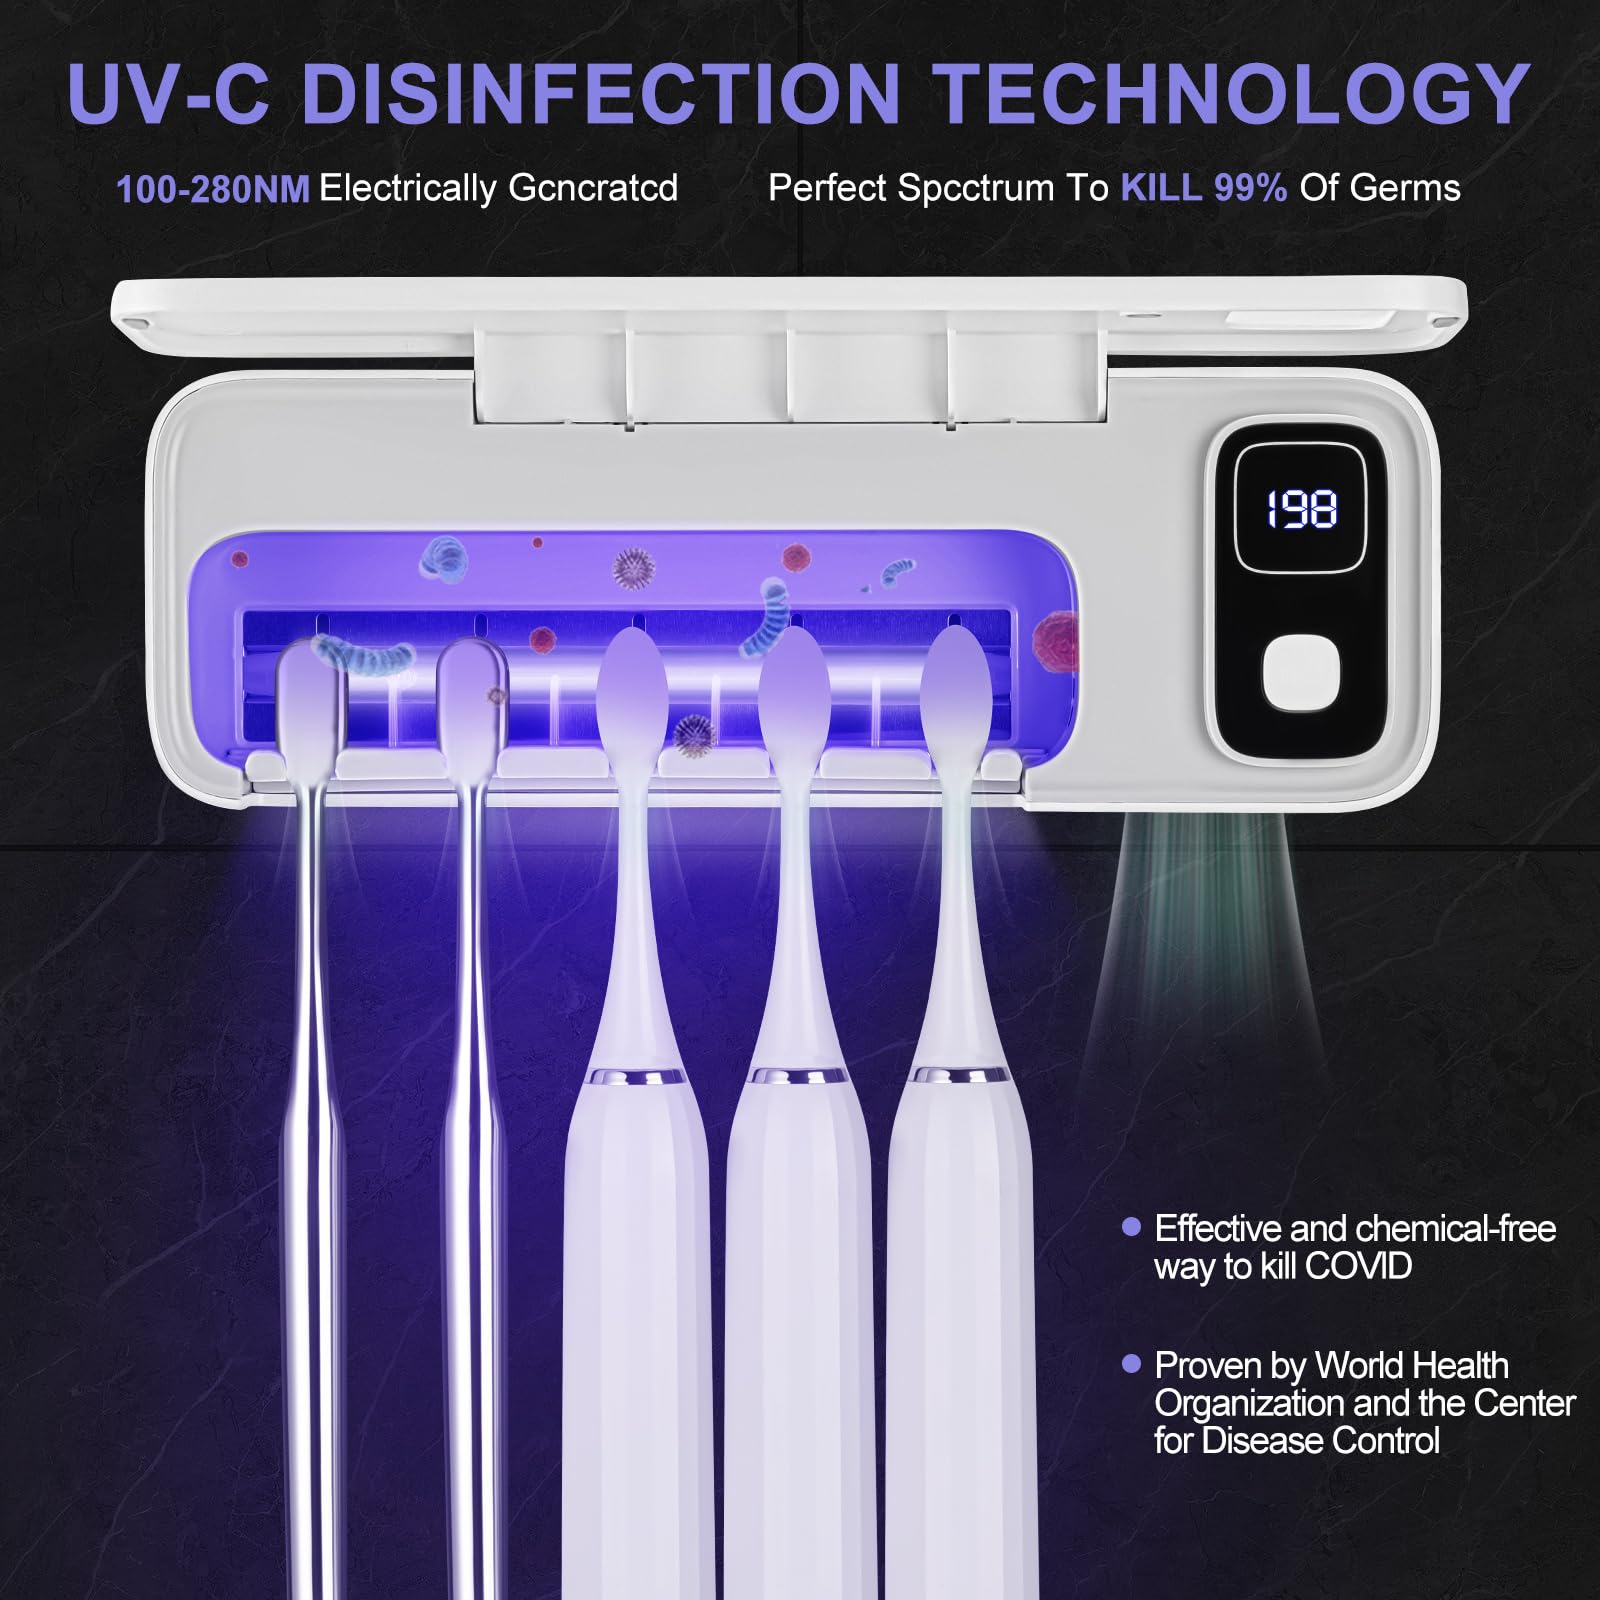 UV-C DISINFECTION TECHNOLOGY
100-280NM Electrically Gcncratcd
Perfect Spcctrum To KILL 99% Of Germs
198
Effective and chemical-free
way to kill COVID
Proven by World Health
Organization and the Center
for Disease Control